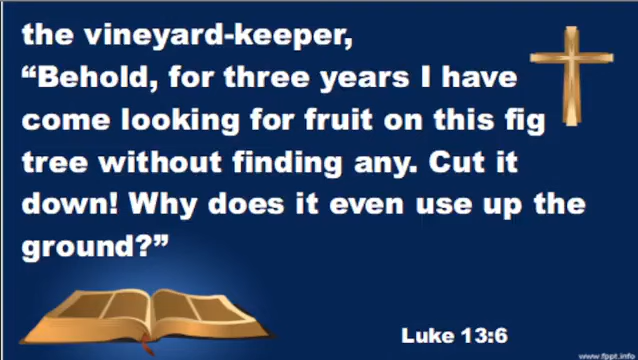 the vineyard-keeper,
“Behold, for three years I have
come looking for fruit on this fig
tree without finding any. Cut it
down! Why does it even use up the
ground?”
Luke 13:6
www.fppt.info